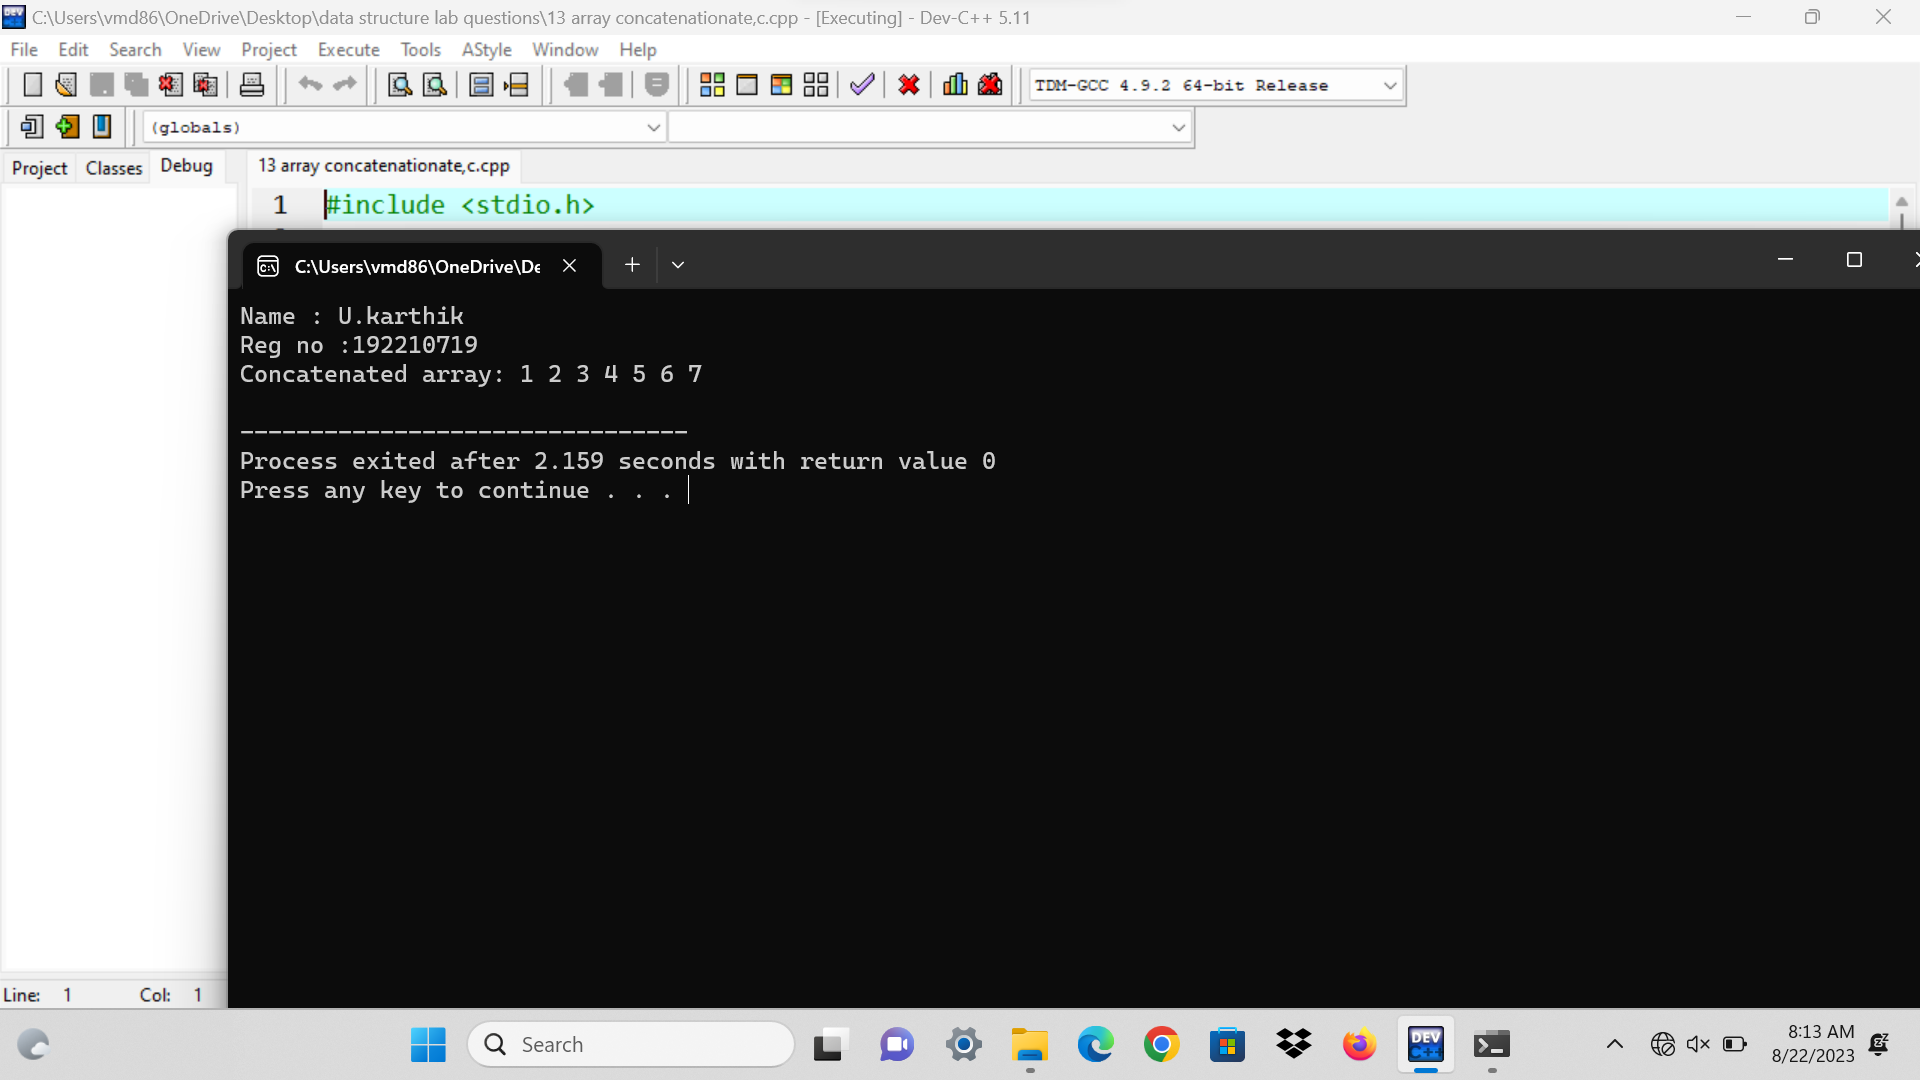 C:\Users\vmd86\OneDrive\Desktop\data structure lab questions\13 array concatenationate,c.cpp - [Executing] - Dev-C++ 5.11
File Edit Search View Project Execute Tools AStyle Window Help
TDM-GCC 4.9.2 64-bit Release
(globals)
Project Classes Debug 13 array concatenationate,c.cpp
1 #include <stdio.h>
C:\Users\vmd86\OneDrive\De
Name : U.karthik
Reg no :192210719
Concatenated array: 1 2 3 4 5 6 7
--------------------------------
Process exited after 2.159 seconds with return value 0
Press any key to continue . . .
Line: 1 Col: 1
Search
DEV C++
8:13 AM
8/22/2023